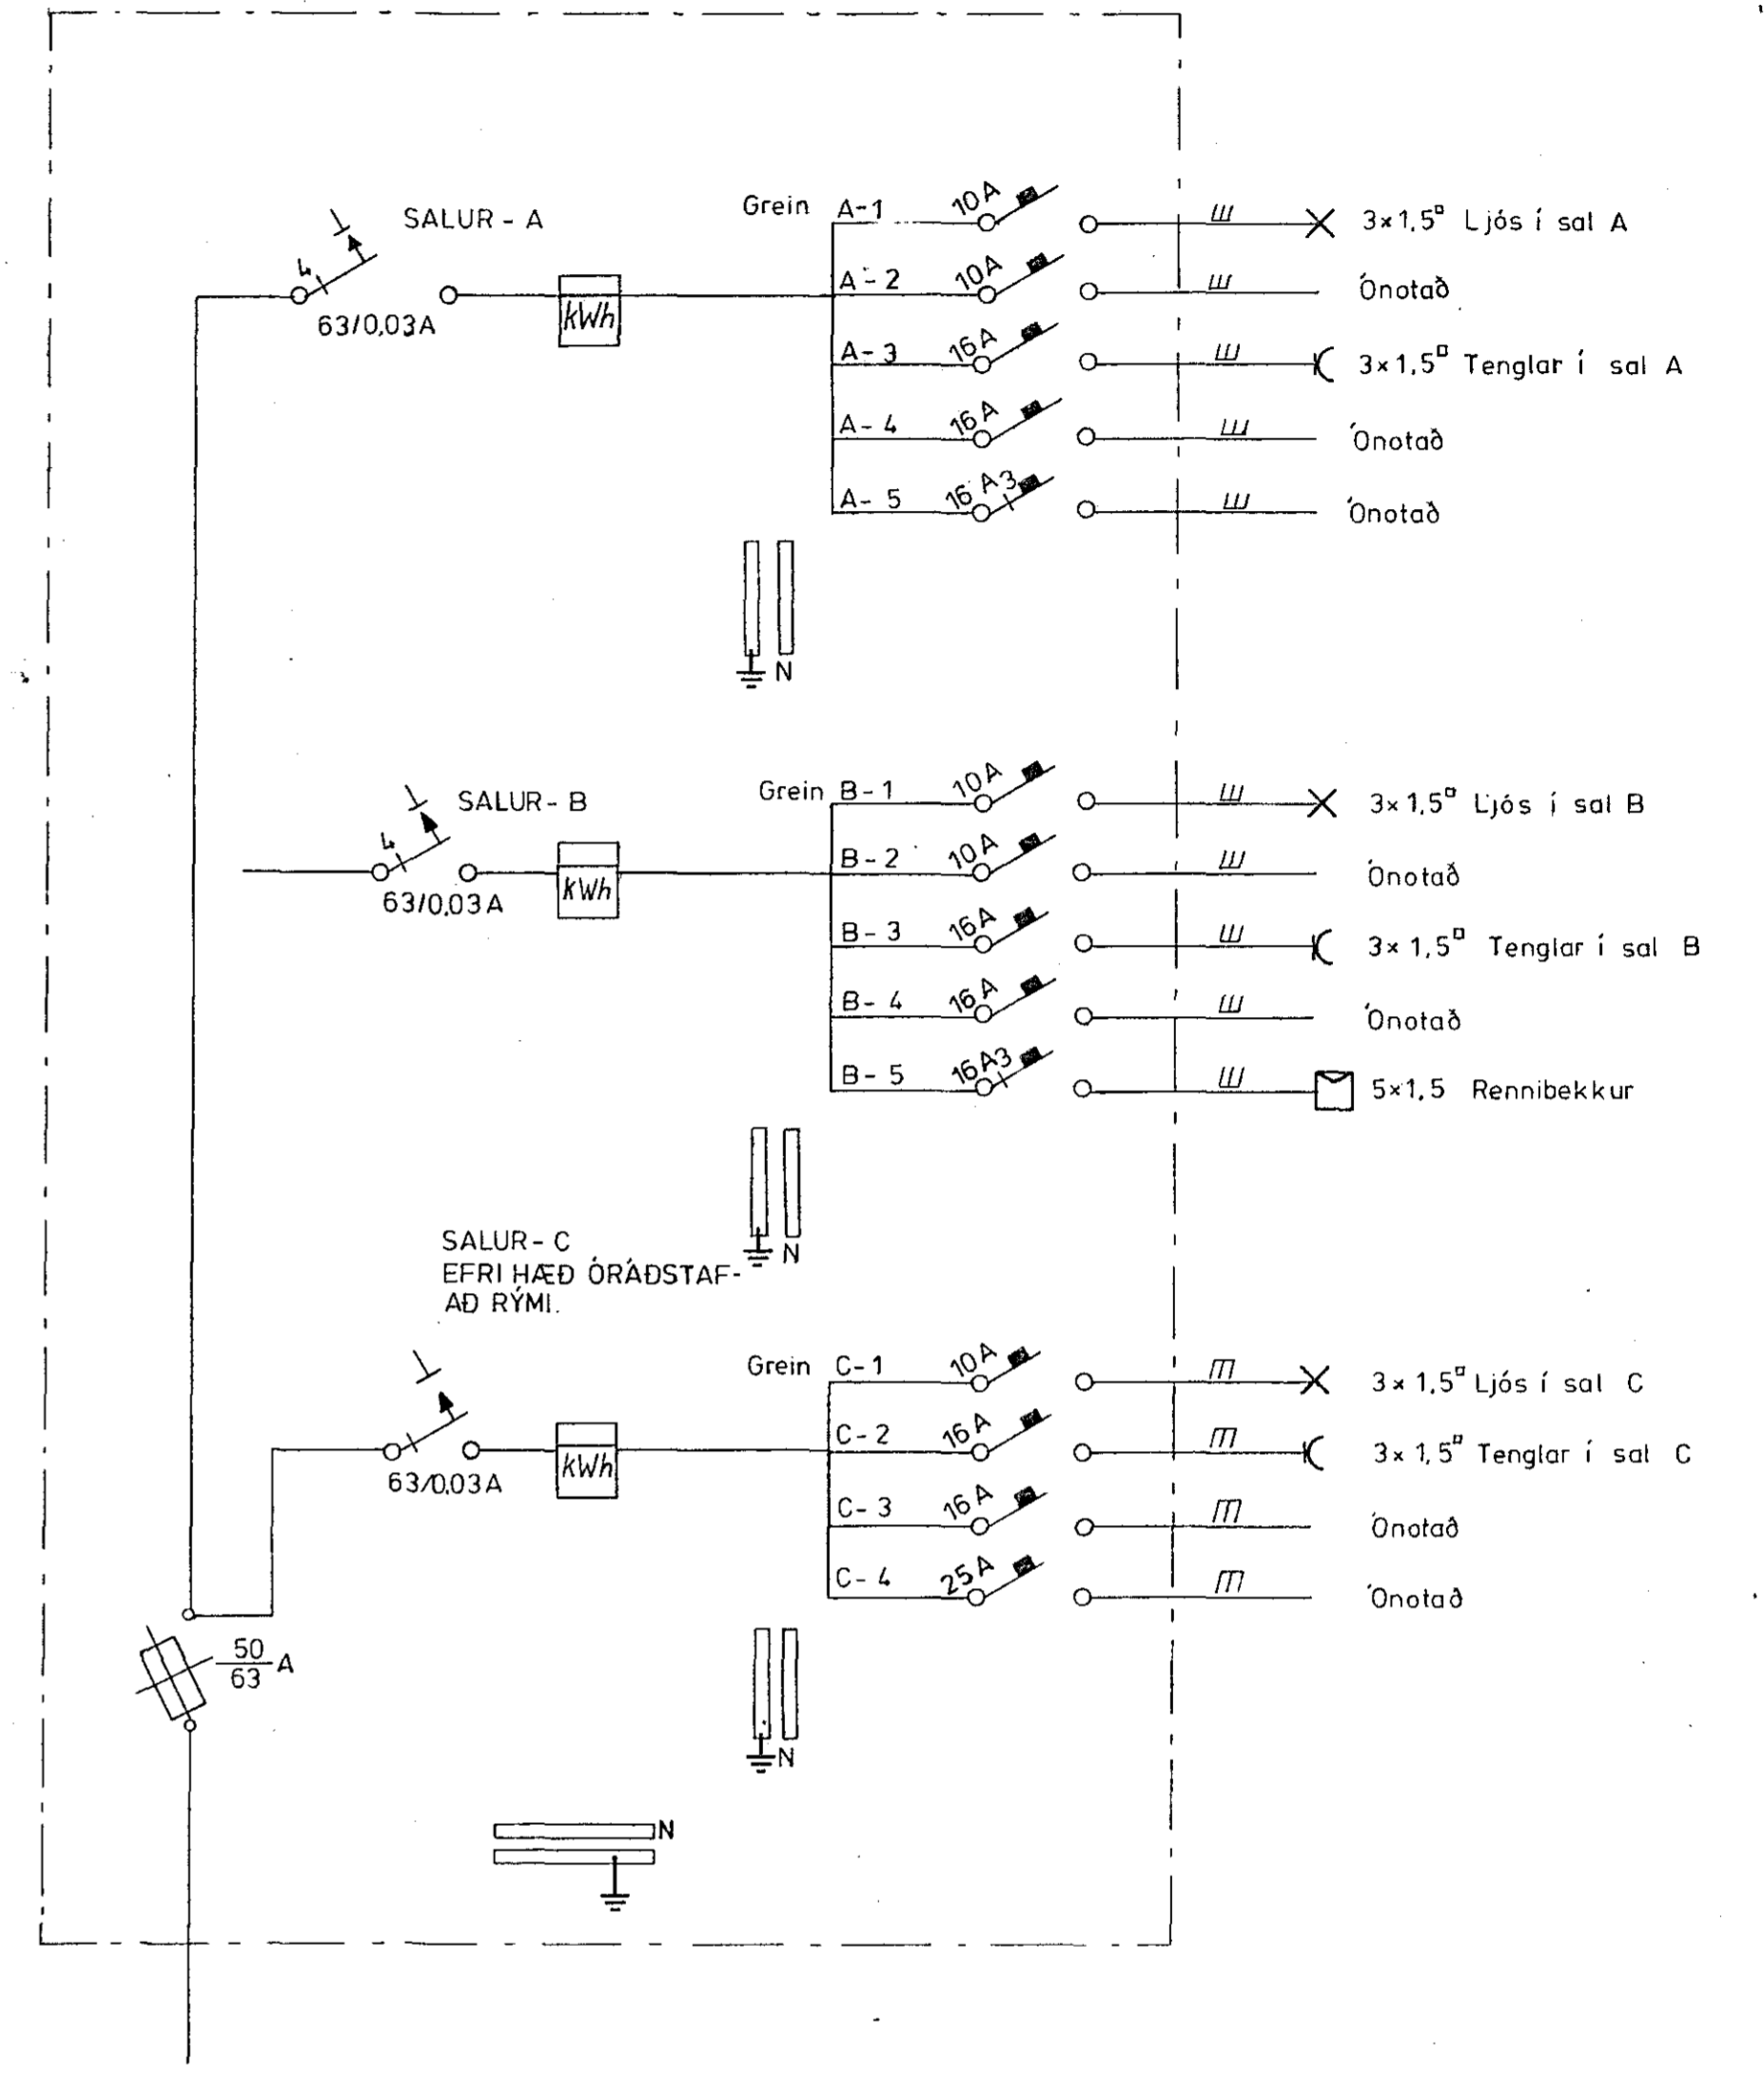 SALUR - A
4
63/0,03A
kWh
Grein A-1 10A 3×1,5▫ Ljós í sal A
A-2 10A Ónotað
A-3 16A 3×1,5▫ Tenglar í sal A
A-4 16A Ónotað
A-5 16 A3 Ónotað
N
SALUR - B
4
63/0,03A
kWh
Grein B-1 10A 3×1,5▫ Ljós í sal B
B-2 10A Ónotað
B-3 16A 3×1,5▫ Tenglar í sal B
B-4 16A Ónotað
B-5 16A3 5×1,5 Rennibekkur
N
SALUR - C
EFRI HÆÐ ÓRÁÐSTAF-
AÐ RÝMI.
63/0,03A
kWh
Grein C-1 10A 3×1,5▫ Ljós í sal C
C-2 16A 3×1,5▫ Tenglar í sal C
C-3 16A Ónotað
C-4 25A Ónotað
50
63 A
N
N